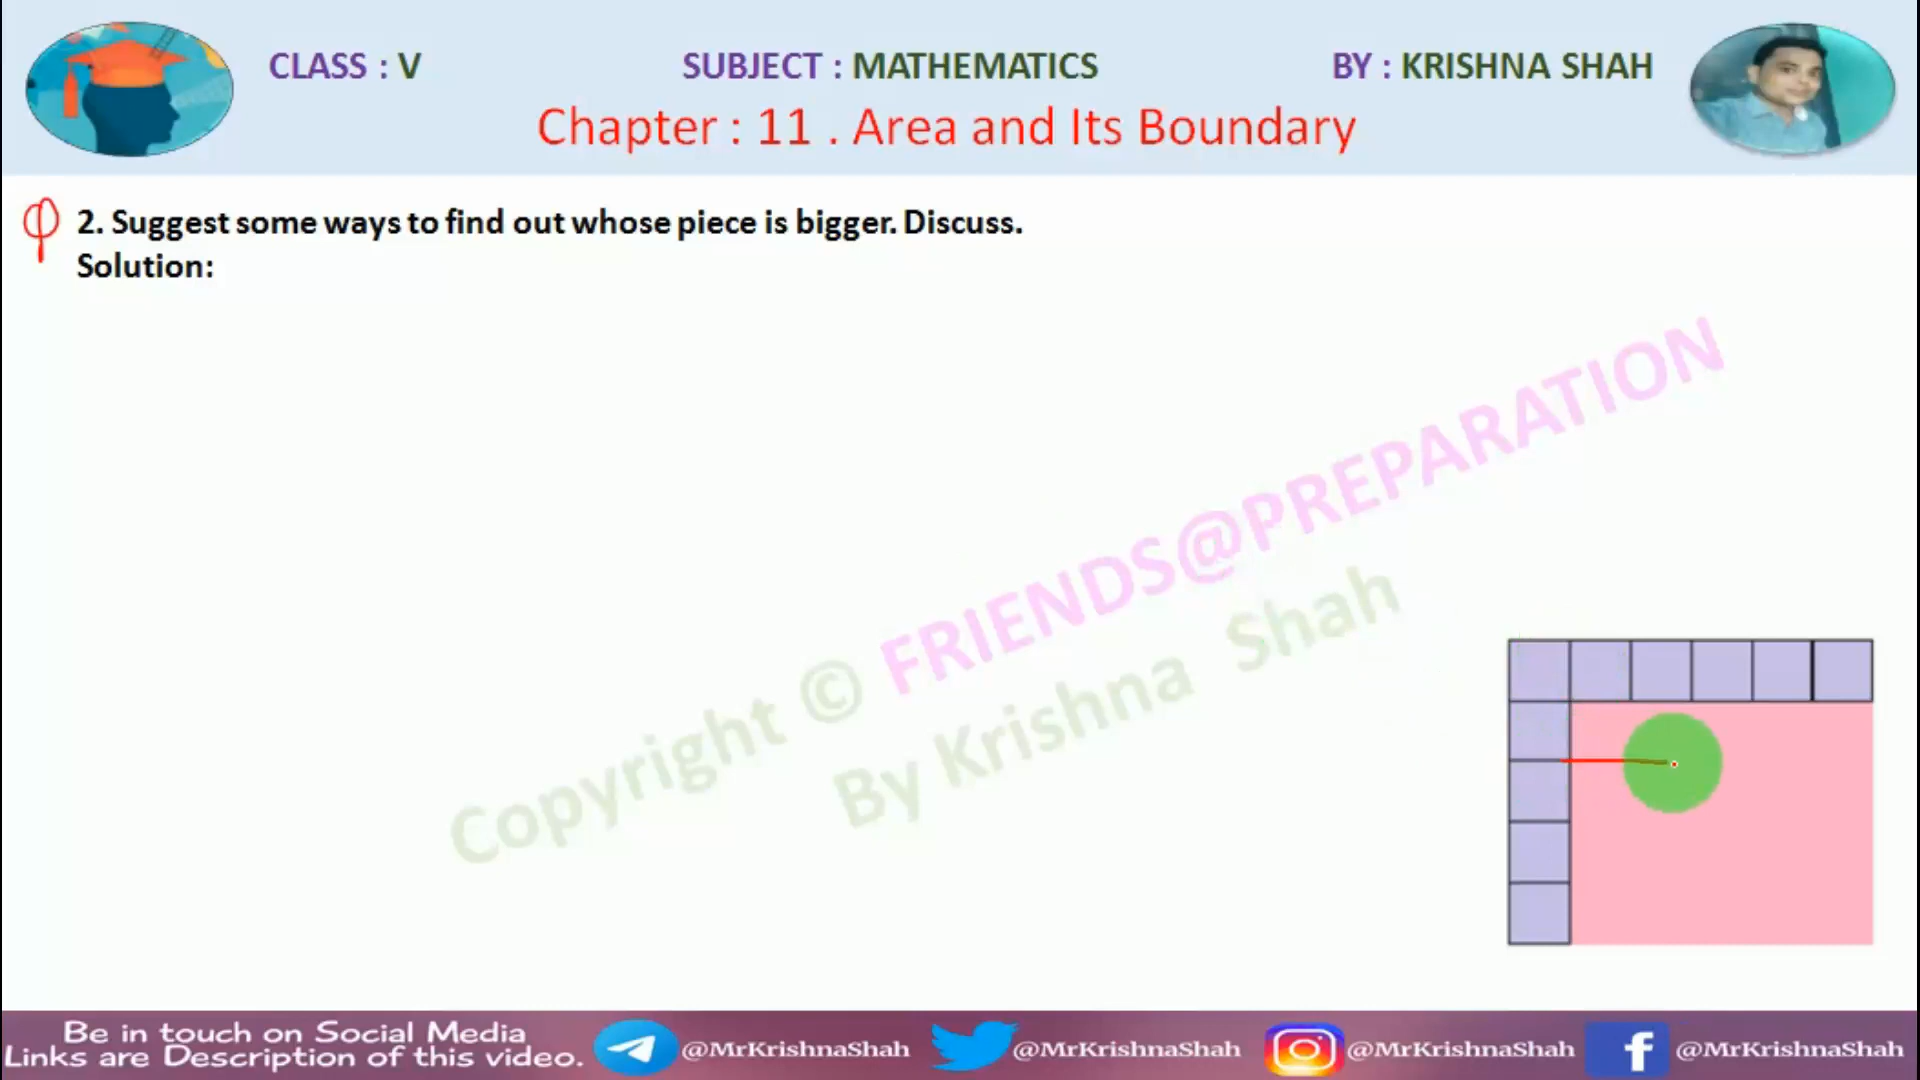 CLASS : V
SUBJECT : MATHEMATICS
BY : KRISHNA SHAH
Chapter : 11 . Area and Its Boundary
2. Suggest some ways to find out whose piece is bigger. Discuss.
Solution:
Copyright © FRIENDS@PREPARATION
By Krishna Shah
Be in touch on Social Media
Links are Description of this video.
@MrKrishnaShah
@MrKrishnaShah
@MrKrishnaShah
@MrKrishnaShah